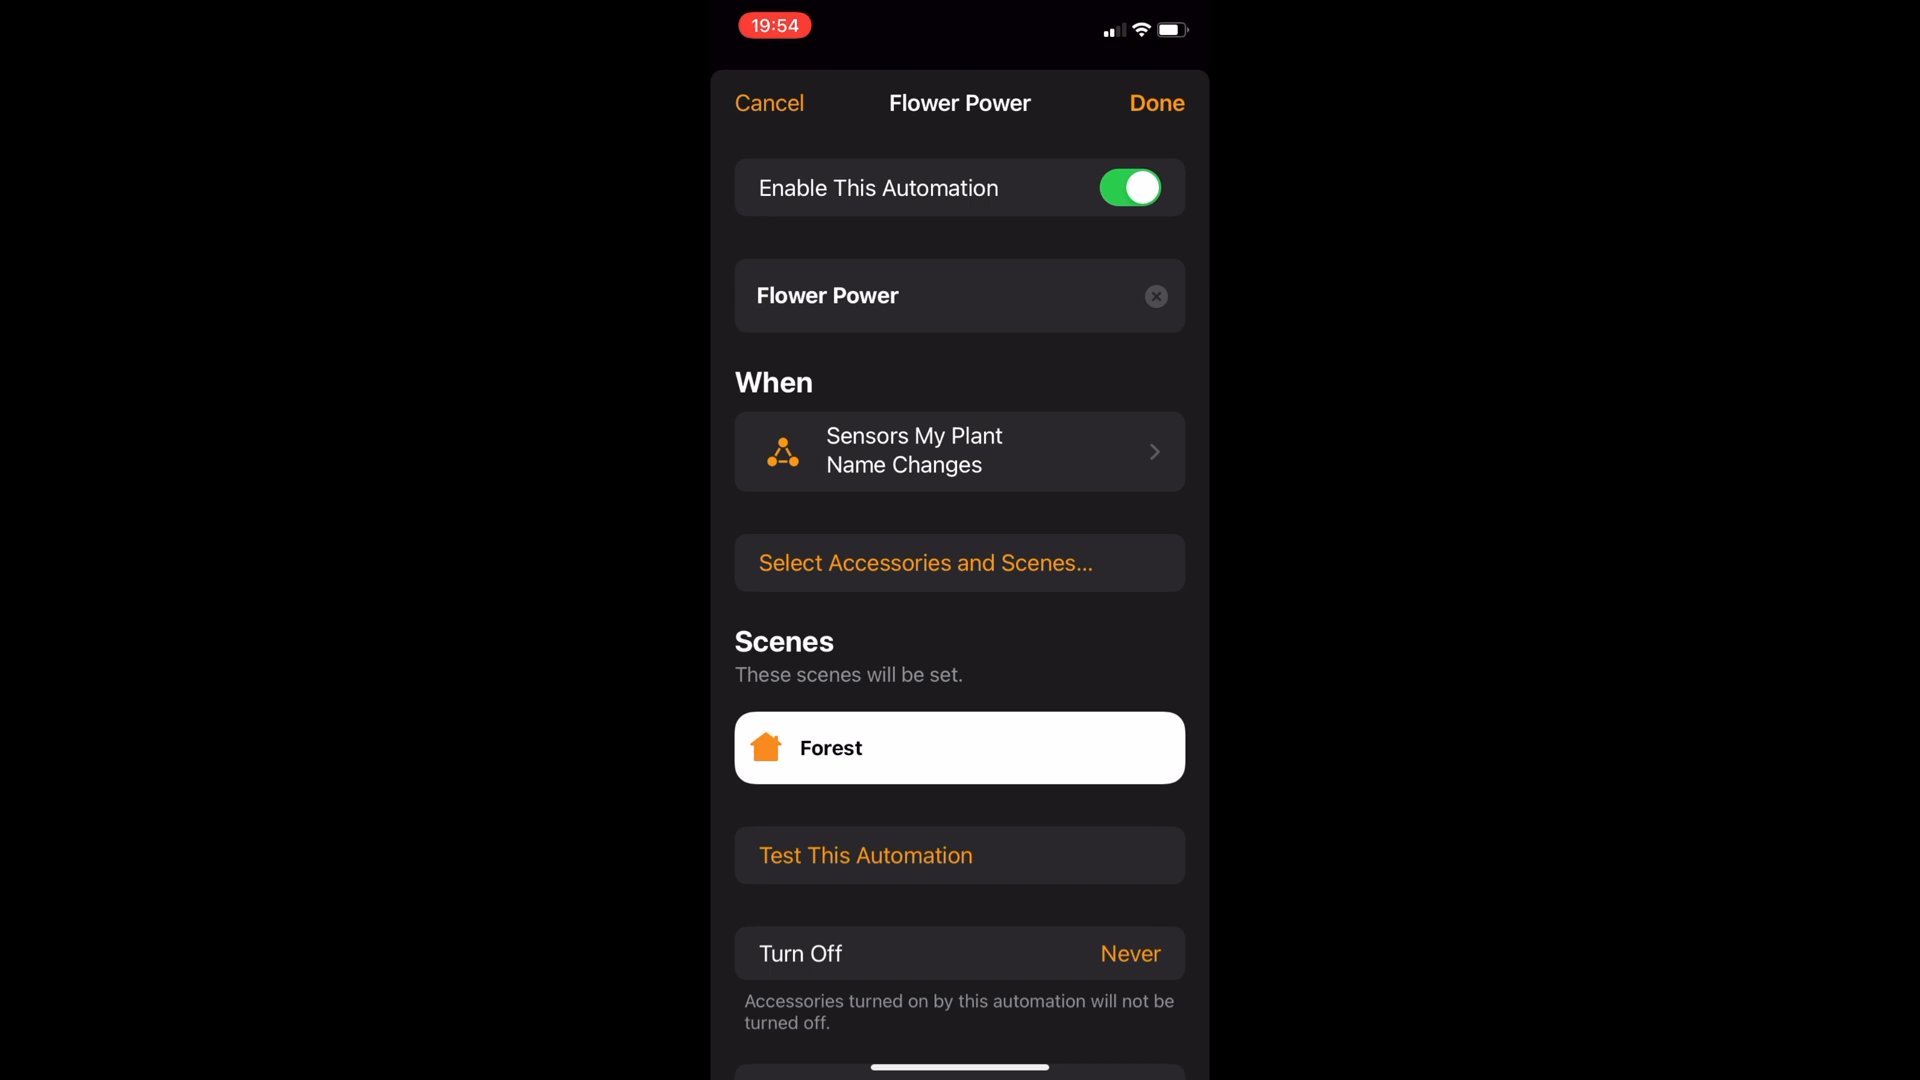 19:54
Cancel
Flower Power
Done
Enable This Automation
Flower Power
When
Sensors My Plant
Name Changes
Select Accessories and Scenes...
Scenes
These scenes will be set.
Forest
Test This Automation
Turn Off
Never
Accessories turned on by this automation will not be
turned off.